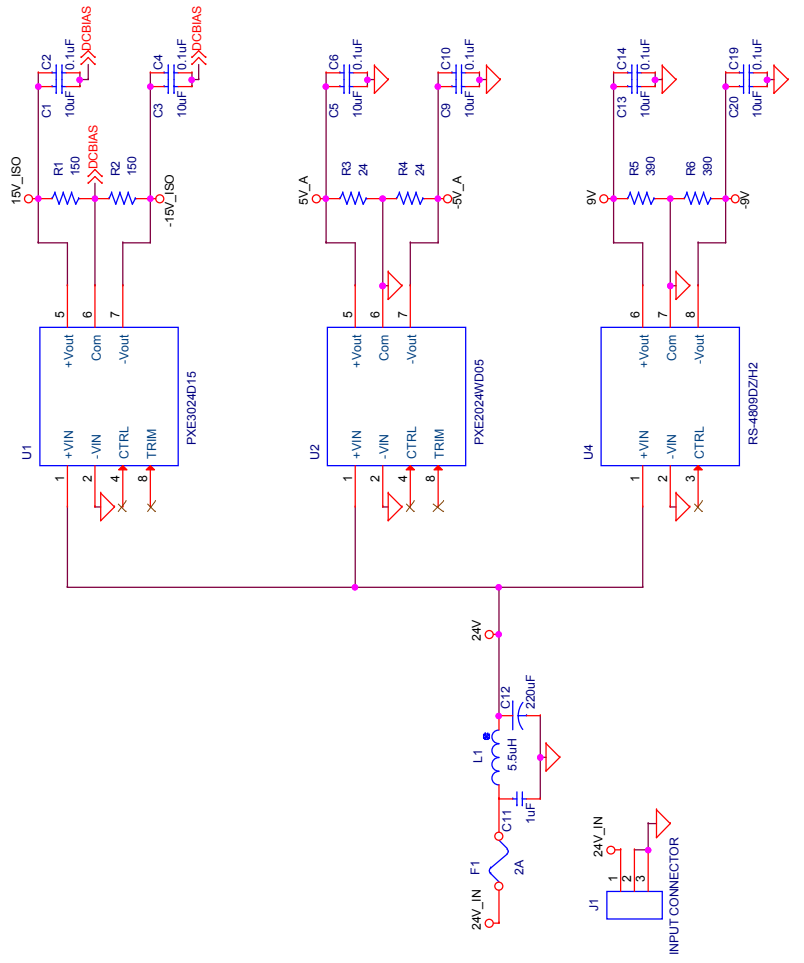 15V_ISO
R1
150
R2
150
-15V_ISO
C1
C2
10uF
0.1uF
DCBIAS
DCBIAS
C3
C4
10uF
0.1uF
DCBIAS
U1
+VIN
-VIN
CTRL
TRIM
+Vout
Com
-Vout
1
2
4
8
5
6
7
PXE3024D15
5V_A
R3
24
R4
24
-5V_A
C5
C6
10uF
0.1uF
C9
C10
10uF
0.1uF
U2
+VIN
-VIN
CTRL
TRIM
+Vout
Com
-Vout
1
2
4
8
5
6
7
PXE2024WD05
9V
R5
390
R6
390
-9V
C13
C14
10uF
0.1uF
C20
C19
10uF
0.1uF
U4
+VIN
-VIN
CTRL
+Vout
Com
-Vout
1
2
3
6
7
8
RS-4809DZ/H2
24V
24V_IN
F1
2A
C11
1uF
L1
5.5uH
C12
220uF
J1
1
2
3
24V_IN
INPUT CONNECTOR